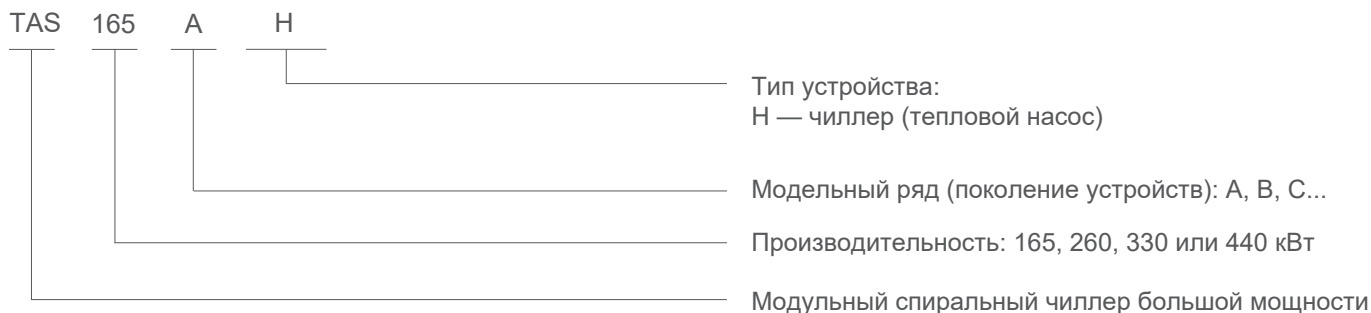 TAS 165 A H
Тип устройства:
H — чиллер (тепловой насос)
Модельный ряд (поколение устройств): A, B, C...
Производительность: 165, 260, 330 или 440 кВт
Модульный спиральный чиллер большой мощности